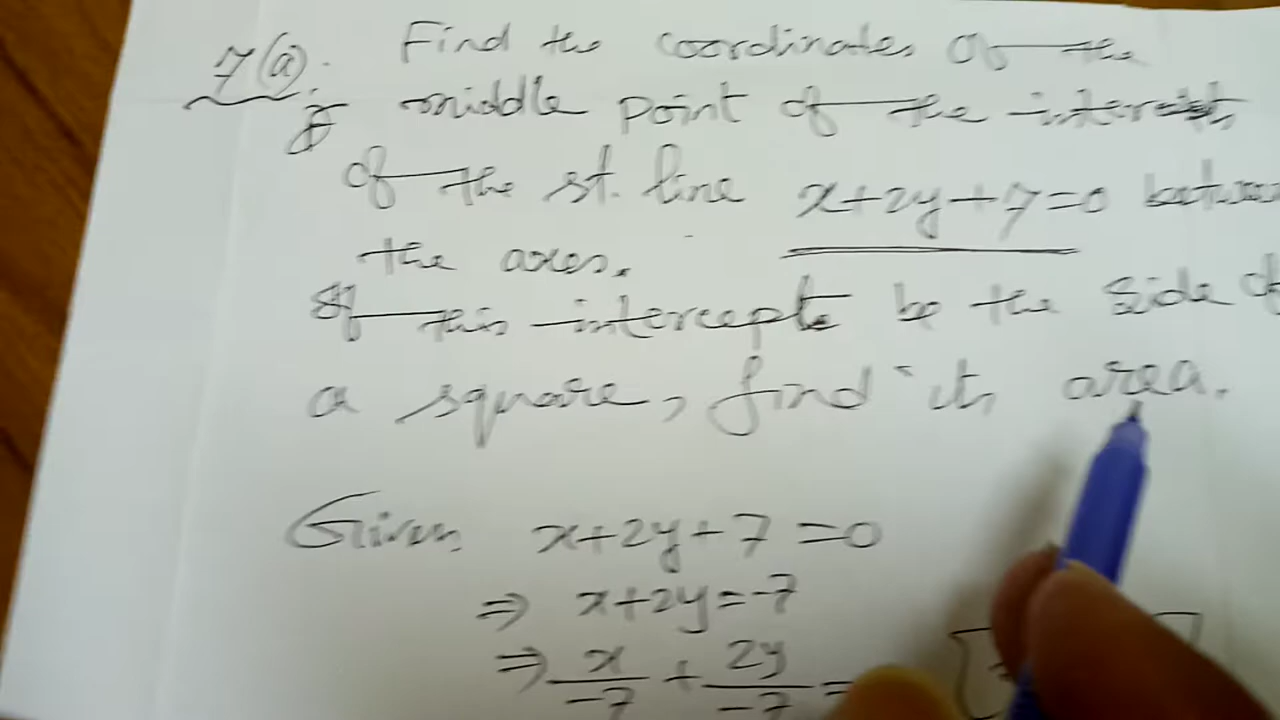 7(a). Find the coordinates of the
middle point of the intercept
of the st. line x+2y+7=0 between
the axes.
If this intercepts be the side of
a square, find its area.
Given x+2y+7=0
⇒ x+2y=-7
⇒ x/-7 + 2y/-7 =